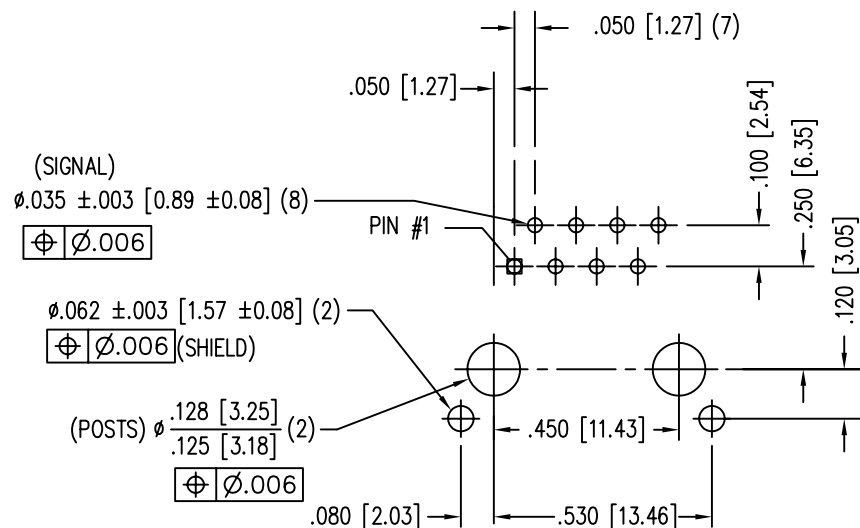 .050 [1.27] (7)
.050 [1.27]
.100 [2.54]
.250 [6.35]
(SIGNAL)
ø.035 ±.003 [0.89 ±0.08] (8)
⌖ Ø.006
PIN #1
.120 [3.05]
ø.062 ±.003 [1.57 ±0.08] (2)
⌖ Ø.006 (SHIELD)
(POSTS) ø .128 [3.25] (2)
.125 [3.18]
.450 [11.43]
⌖ Ø.006
.080 [2.03]
.530 [13.46]